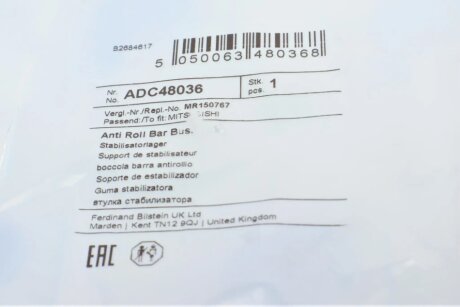 B2684617
5 050063 480368
Nr. No. ADC48036 Stk. pcs. 1
Vergl.-Nr./Repl.-No. MR150767
Passend:/To fit:
Anti Roll Bar
Stabilisatorlager
Support de stabilisateur
boccola barra antirollio
Soporte de estabilizador
Guma stabilizatora
втулка стабилизатора
Ferdinand Bilstein UK Ltd
Marden | Kent TN12 9QJ | United Kingdom
EAC